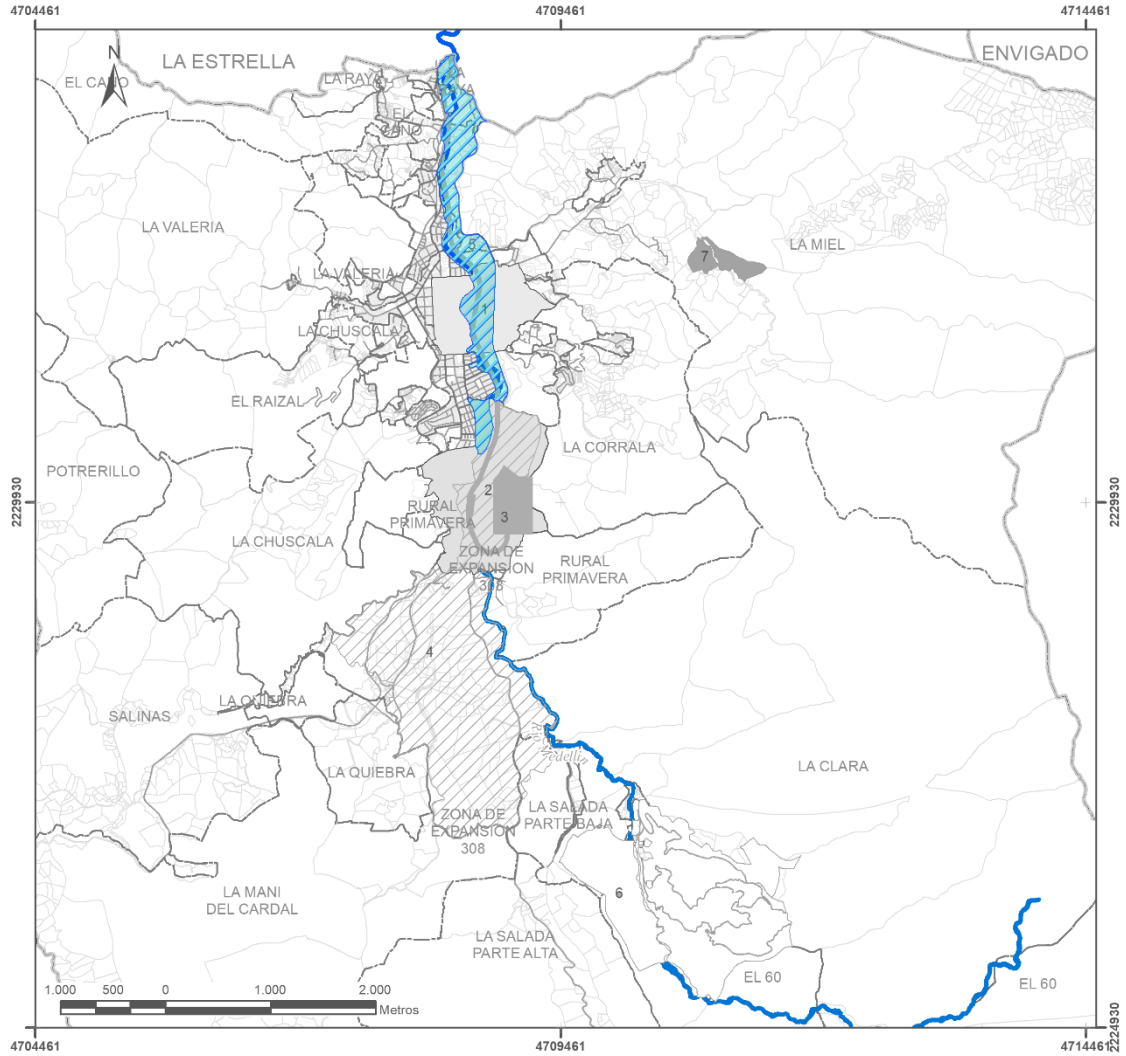 4704461
4709461
4714461
N
LA ESTRELLA
ENVIGADO
EL CANO
LA RAYA
EL
CANO
LA VALERIA
5
LA MIEL
7
LA VALERIA
1
LA CHUSCALA
EL RAIZAL
LA CORRALA
POTRERILLO
2229930
2
3
RURAL
PRIMAVERA
2229930
LA CHUSCALA
ZONA DE
EXPANSION
308
RURAL
PRIMAVERA
4
LA QUIEBRA
SALINAS
LA QUIEBRA
LA CLARA
ZONA DE
EXPANSION
308
LA SALADA
PARTE BAJA
1
6
LA MANI
DEL CARDAL
LA SALADA
PARTE ALTA
EL 60
EL 60
1.000 500 0 1.000 2.000
Metros
4704461
4709461
4714461
2224930